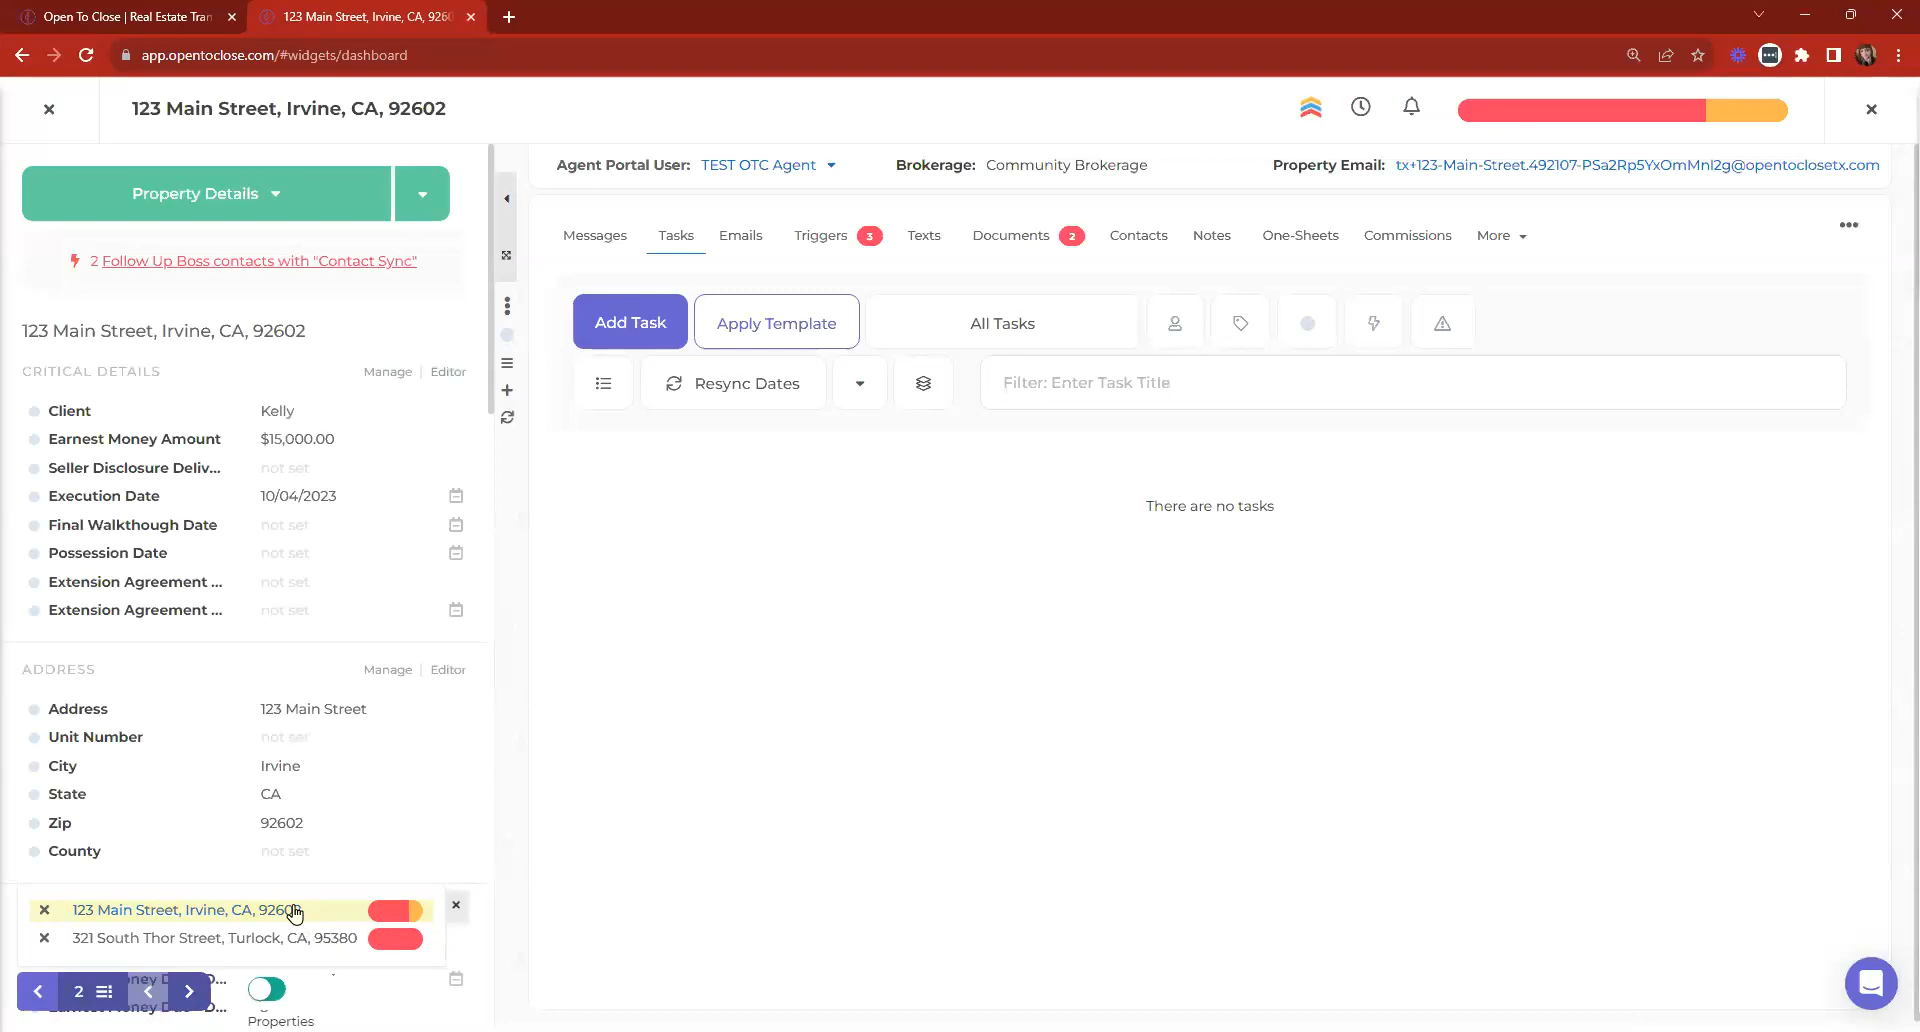 Open To Close | Real Estate Tran
123 Main Street, Irvine, CA, 9260
app.opentoclose.com/#widgets/dashboard
123 Main Street, Irvine, CA, 92602
Property Details
2 Follow Up Boss contacts with "Contact Sync"
123 Main Street, Irvine, CA, 92602
CRITICAL DETAILS Manage | Editor
Client Kelly
Earnest Money Amount $15,000.00
Seller Disclosure Deliv... not set
Execution Date 10/04/2023
Final Walkthough Date not set
Possession Date not set
Extension Agreement ... not set
Extension Agreement ... not set
ADDRESS Manage | Editor
Address 123 Main Street
Unit Number not set
City Irvine
State CA
Zip 92602
County not set
123 Main Street, Irvine, CA, 92602
321 South Thor Street, Turlock, CA, 95380
2
Properties
Agent Portal User: TEST OTC Agent Brokerage: Community Brokerage Property Email: tx+123-Main-Street.492107-PSa2Rp5YxOmMnl2g@opentoclosetx.com
Messages Tasks Emails Triggers 3 Texts Documents 2 Contacts Notes One-Sheets Commissions More
Add Task Apply Template All Tasks
Resync Dates Filter: Enter Task Title
There are no tasks